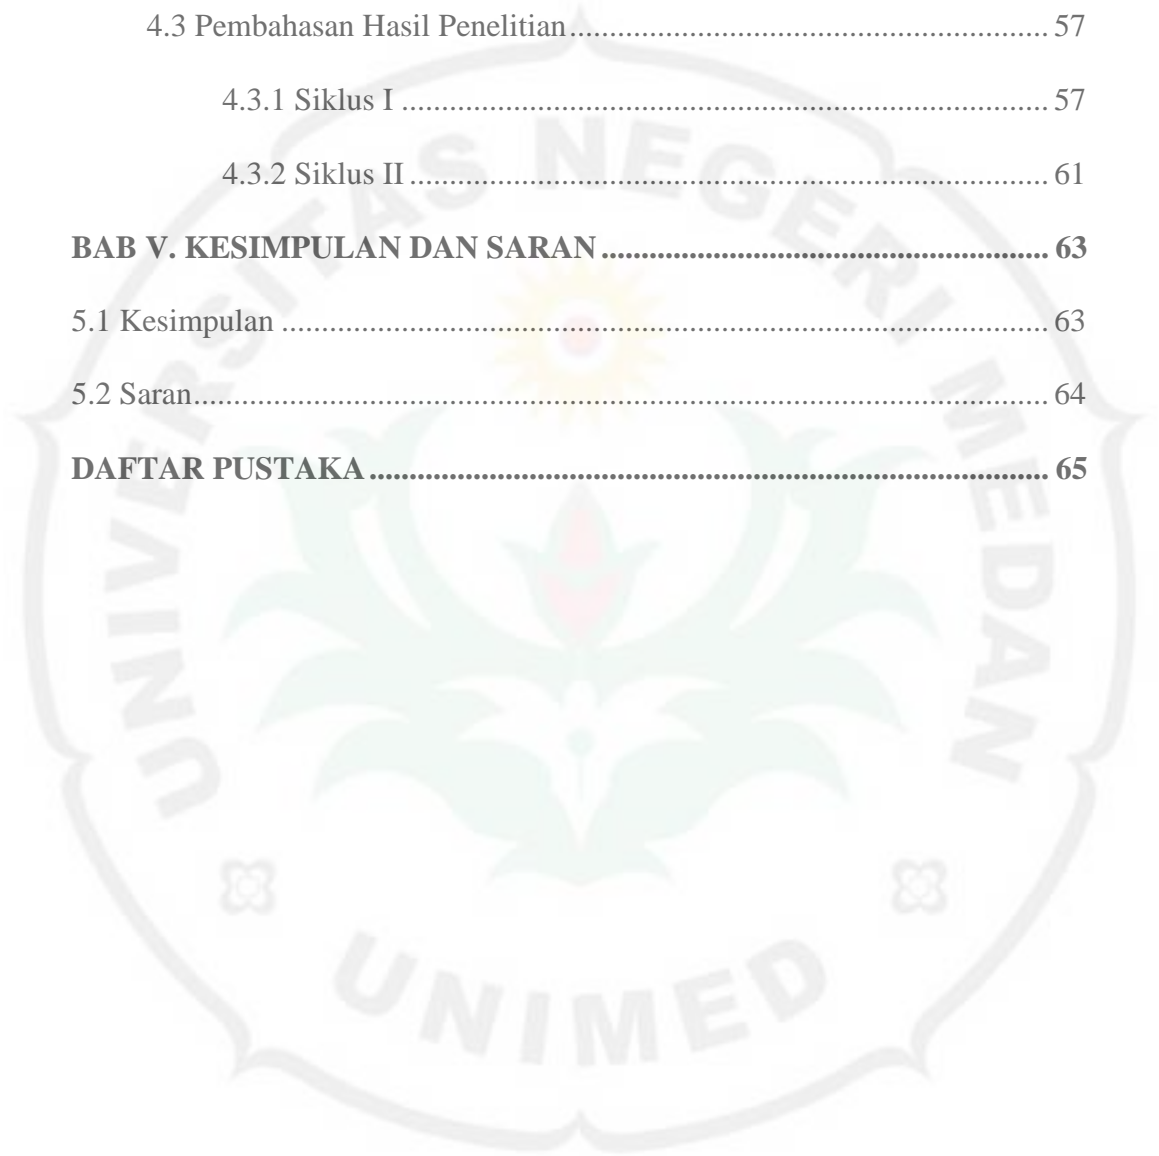 4.3 Pembahasan Hasil Penelitian............................................................. 57
4.3.1 Siklus I .................................................................................. 57
4.3.2 Siklus II ................................................................................. 61
BAB V. KESIMPULAN DAN SARAN ......................................................... 63
5.1 Kesimpulan ................................................................................................. 63
5.2 Saran............................................................................................................ 64
DAFTAR PUSTAKA ...................................................................................... 65
UNIVERSITAS NEGERI MEDAN
UNIMED